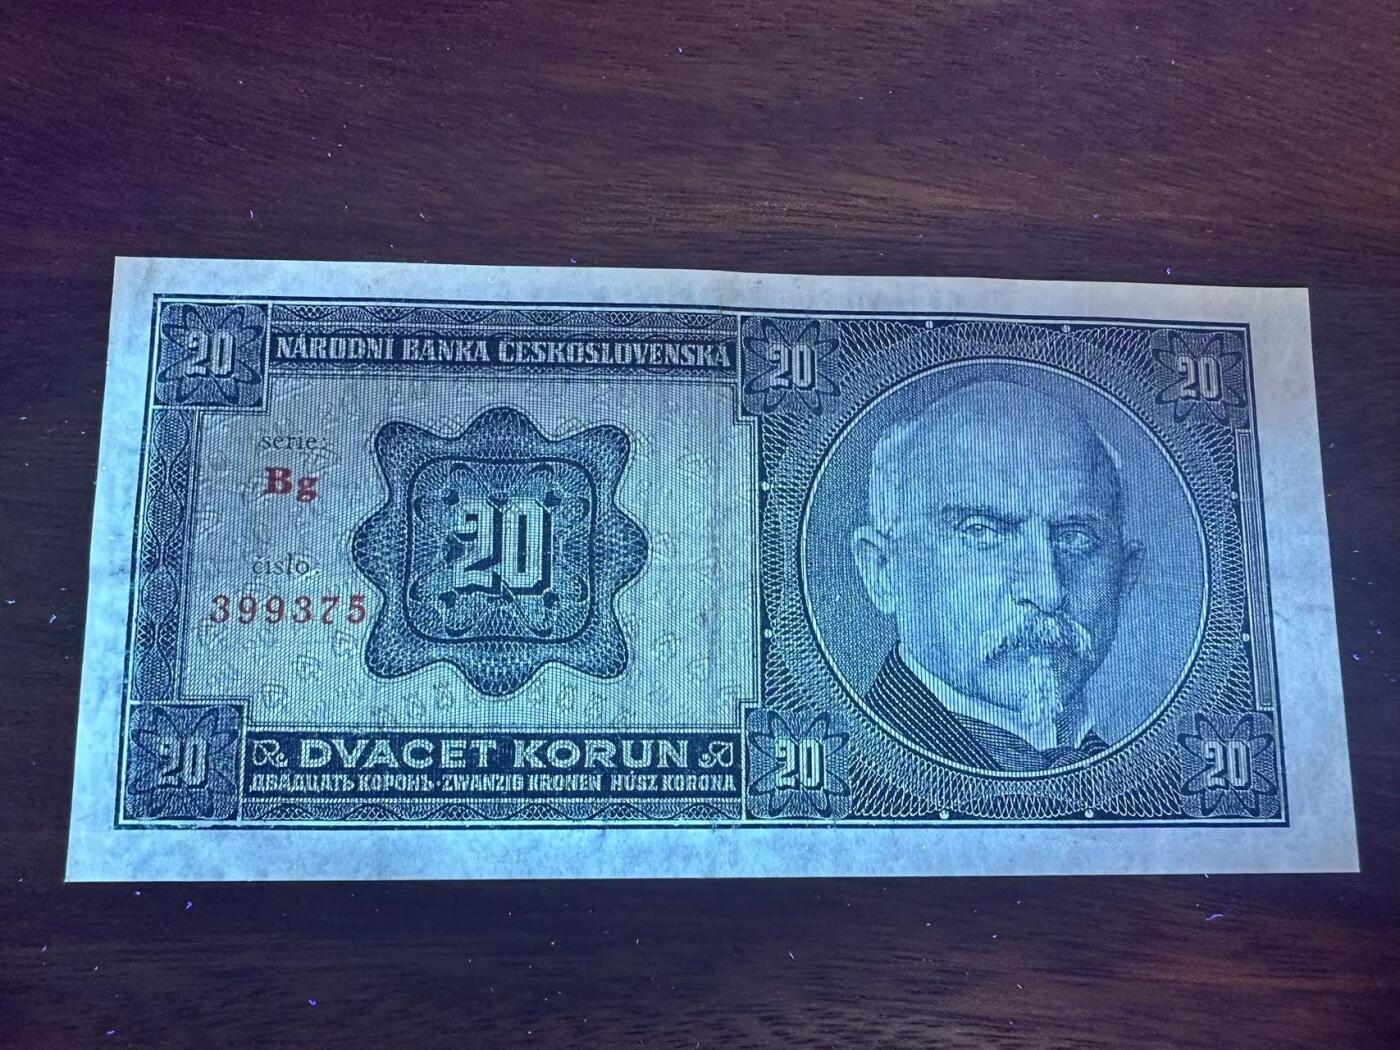 20 NÁRODNÍ BANKA ČESKOSLOVENSKÁ 20 20
serie:
Bg
20
číslo:
399375
20 DVACET KORUN 20 20
ДВАДЦАТЬ КОРОНЬ·ZWANZIG KRONEN HÚSZ KORONA